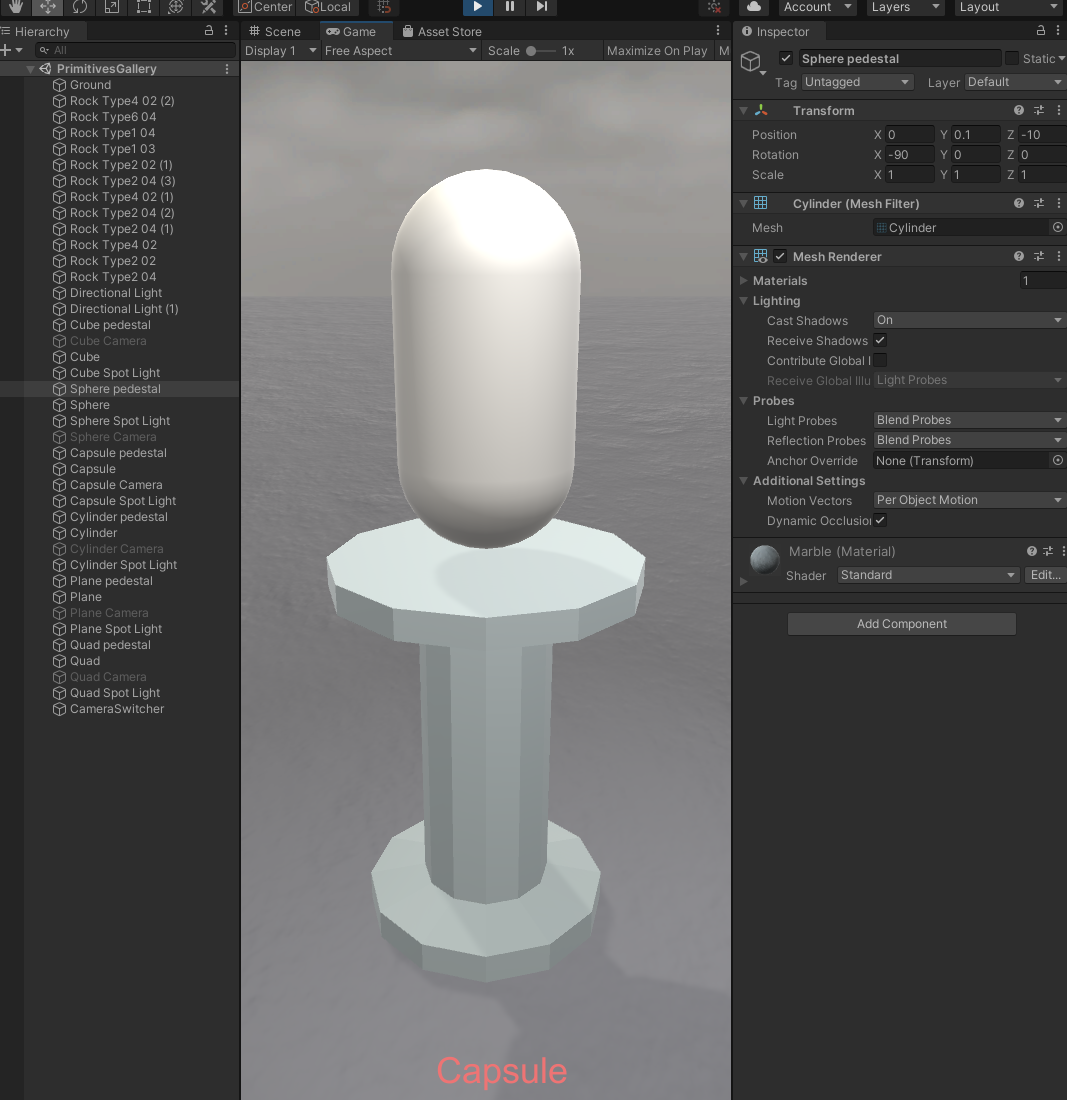 Center
Local
Account
Layers
Layout
Hierarchy
All
PrimitivesGallery
Ground
Rock Type4 02 (2)
Rock Type6 04
Rock Type1 04
Rock Type1 03
Rock Type2 02 (1)
Rock Type2 04 (3)
Rock Type4 02 (1)
Rock Type2 04 (2)
Rock Type2 04 (1)
Rock Type4 02
Rock Type2 02
Rock Type2 04
Directional Light
Directional Light (1)
Cube pedestal
Cube Camera
Cube
Cube Spot Light
Sphere pedestal
Sphere
Sphere Spot Light
Sphere Camera
Capsule pedestal
Capsule
Capsule Camera
Capsule Spot Light
Cylinder pedestal
Cylinder
Cylinder Camera
Cylinder Spot Light
Plane pedestal
Plane
Plane Camera
Plane Spot Light
Quad pedestal
Quad
Quad Camera
Quad Spot Light
CameraSwitcher
Scene Game Asset Store
Display 1 Free Aspect Scale 1x Maximize On Play M
Capsule
Inspector
Sphere pedestal Static
Tag Untagged Layer Default
Transform
Position X 0 Y 0.1 Z -10
Rotation X -90 Y 0 Z 0
Scale X 1 Y 1 Z 1
Cylinder (Mesh Filter)
Mesh Cylinder
Mesh Renderer
Materials 1
Lighting
Cast Shadows On
Receive Shadows
Contribute Global I
Receive Global Illu Light Probes
Probes
Light Probes Blend Probes
Reflection Probes Blend Probes
Anchor Override None (Transform)
Additional Settings
Motion Vectors Per Object Motion
Dynamic Occlusion
Marble (Material)
Shader Standard Edit...
Add Component